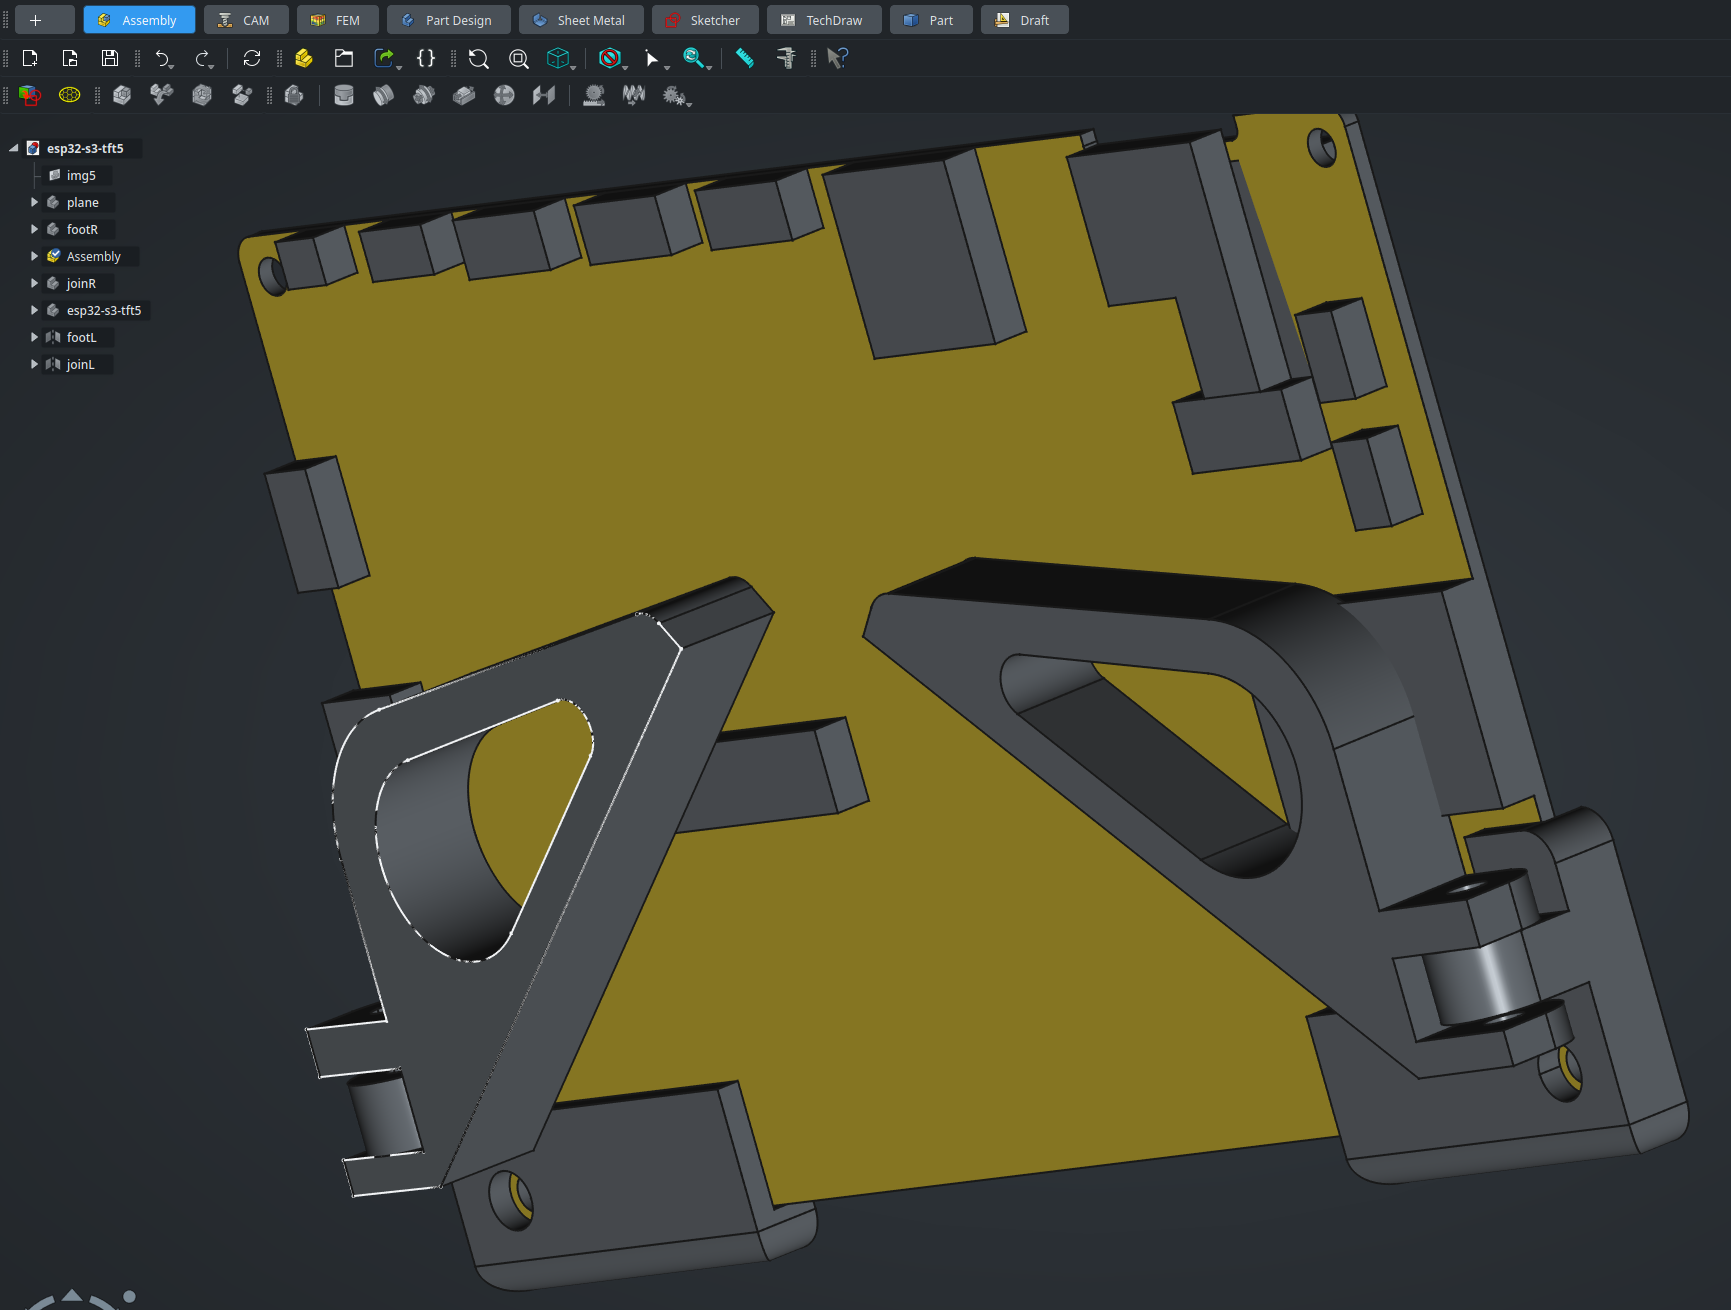 + Assembly CAM FEM Part Design Sheet Metal Sketcher TechDraw Part Draft
esp32-s3-tft5
img5
plane
footR
Assembly
joinR
esp32-s3-tft5
footL
joinL